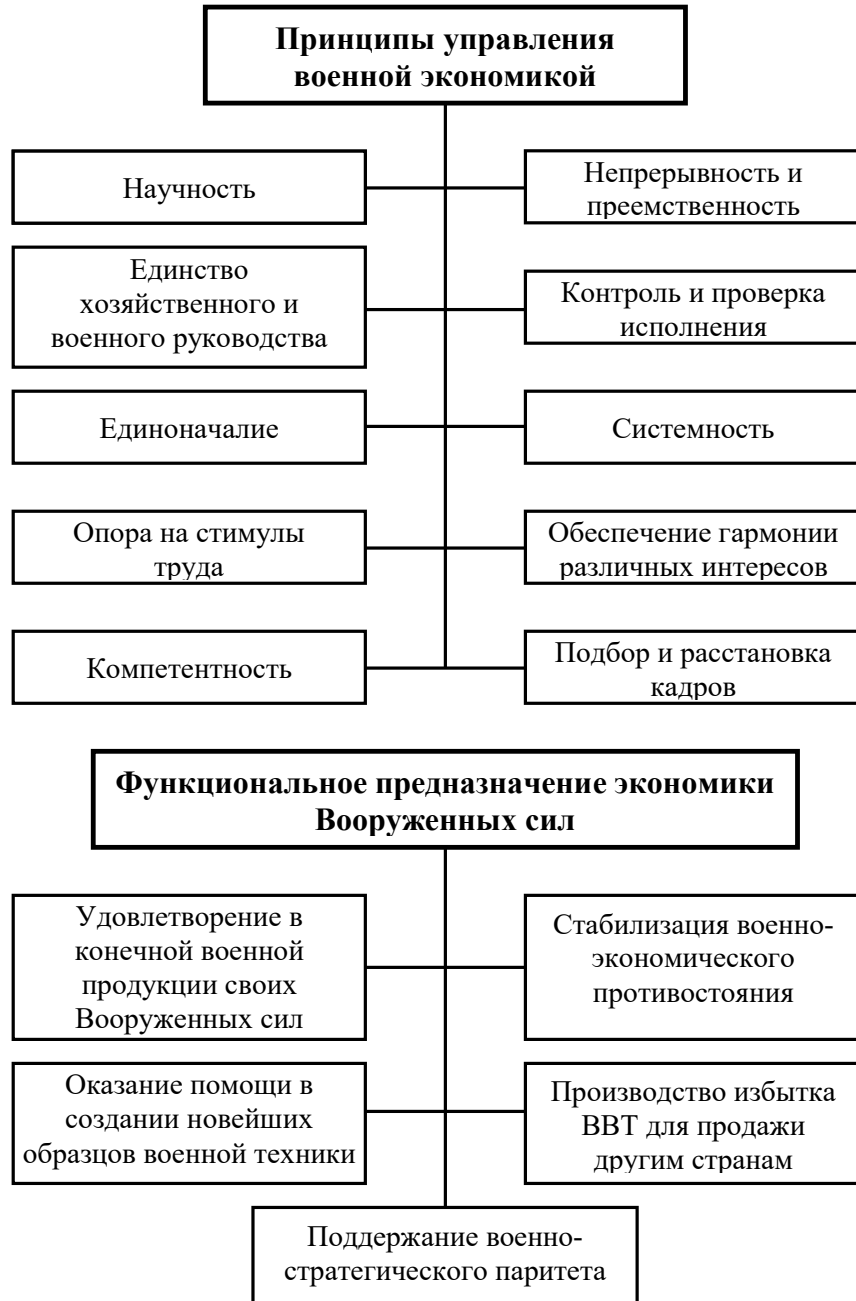 Принципы управления
военной экономикой
Научность
Непрерывность и
преемственность
Единство
хозяйственного и
военного руководства
Контроль и проверка
исполнения
Единоначалие
Системность
Опора на стимулы
труда
Обеспечение гармонии
различных интересов
Компетентность
Подбор и расстановка
кадров
Функциональное предназначение экономики
Вооруженных сил
Удовлетворение в
конечной военной
продукции своих
Вооруженных сил
Стабилизация военно-
экономического
противостояния
Оказание помощи в
создании новейших
образцов военной техники
Производство избытка
ВВТ для продажи
другим странам
Поддержание военно-
стратегического паритета